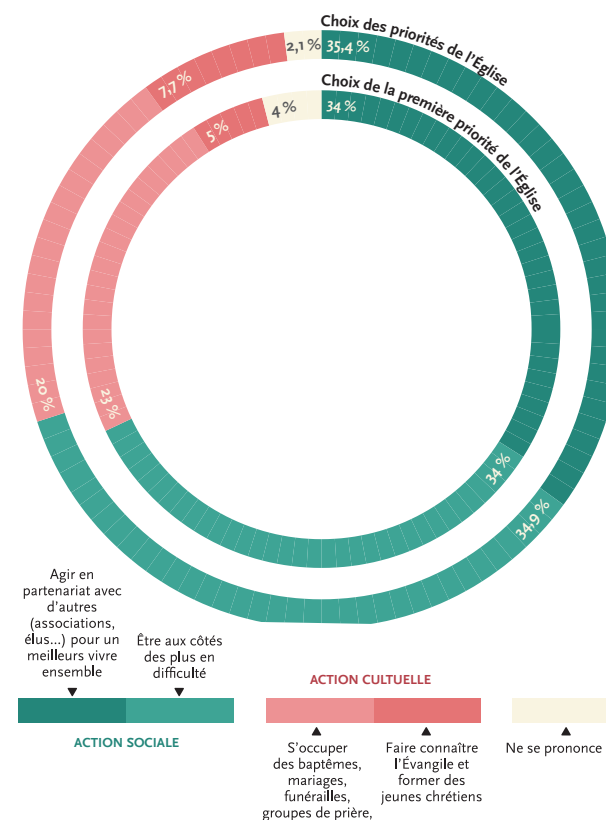 Choix des priorités de l'Église
2,1 %
35,4 %
7,7 %
Choix de la première priorité de l'Église
4 %
34 %
5 %
20 %
23 %
34 %
34,9 %
Agir en
partenariat avec
d'autres
(associations,
élus...) pour un
meilleurs vivre
ensemble
Être aux côtés
des plus en
difficulté
ACTION SOCIALE
ACTION CULTUELLE
S'occuper
des baptêmes,
mariages,
funérailles,
groupes de prière,
Faire connaître
l'Évangile et
former des
jeunes chrétiens
Ne se prononce